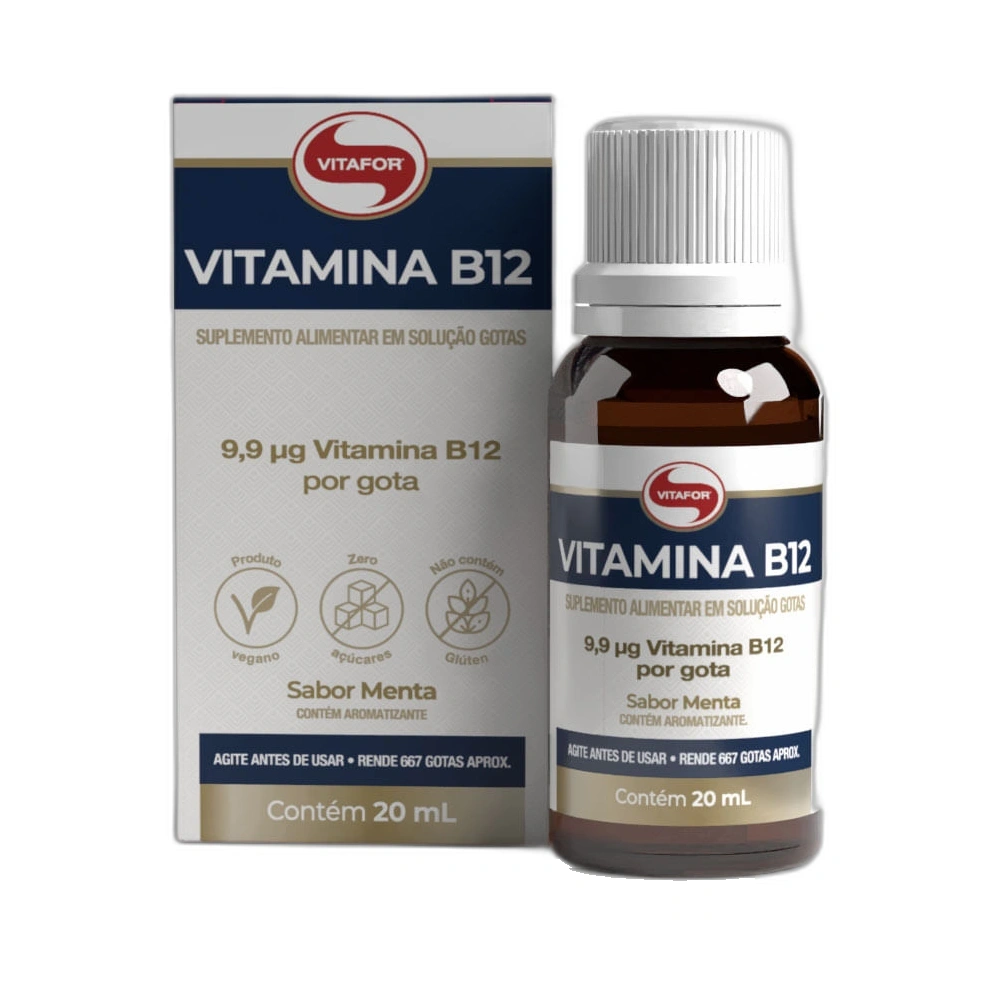 VITAFOR®
VITAMINA B12
SUPLEMENTO ALIMENTAR EM SOLUÇÃO GOTAS
9,9 µg Vitamina B12
por gota
Produto
vegano
Zero
açúcares
Não contém
Glúten
Sabor Menta
CONTÉM AROMATIZANTE
AGITE ANTES DE USAR • RENDE 667 GOTAS APROX.
Contém 20 mL
VITAFOR®
VITAMINA B12
SUPLEMENTO ALIMENTAR EM SOLUÇÃO GOTAS
9,9 µg Vitamina B12
por gota
Sabor Menta
CONTÉM AROMATIZANTE.
AGITE ANTES DE USAR • RENDE 667 GOTAS APROX.
Contém 20 mL